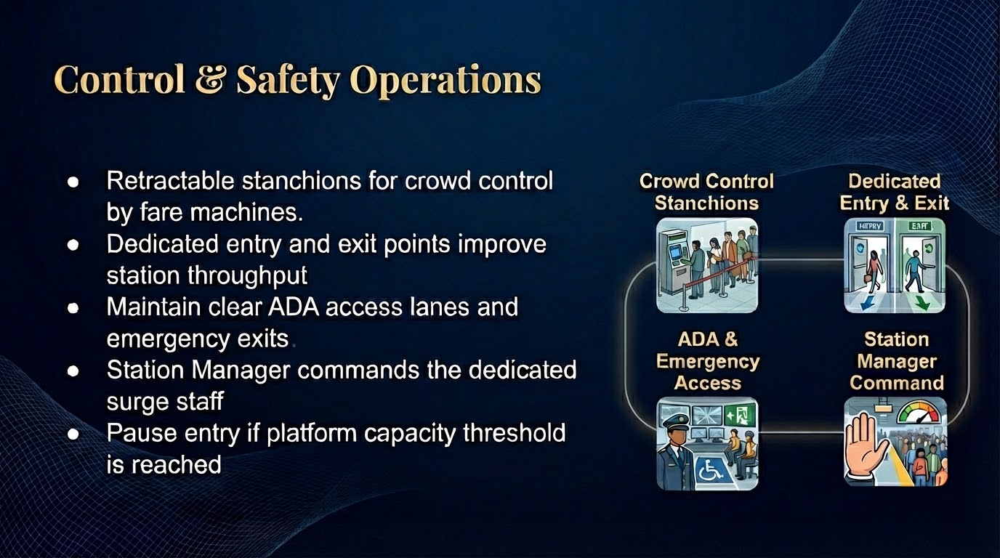 Control & Safety Operations
● Retractable stanchions for crowd control
by fare machines.
● Dedicated entry and exit points improve
station throughput
● Maintain clear ADA access lanes and
emergency exits.
● Station Manager commands the dedicated
surge staff
● Pause entry if platform capacity threshold
is reached
Crowd Control
Stanchions
Dedicated
Entry & Exit
ADA &
Emergency
Access
Station
Manager
Command